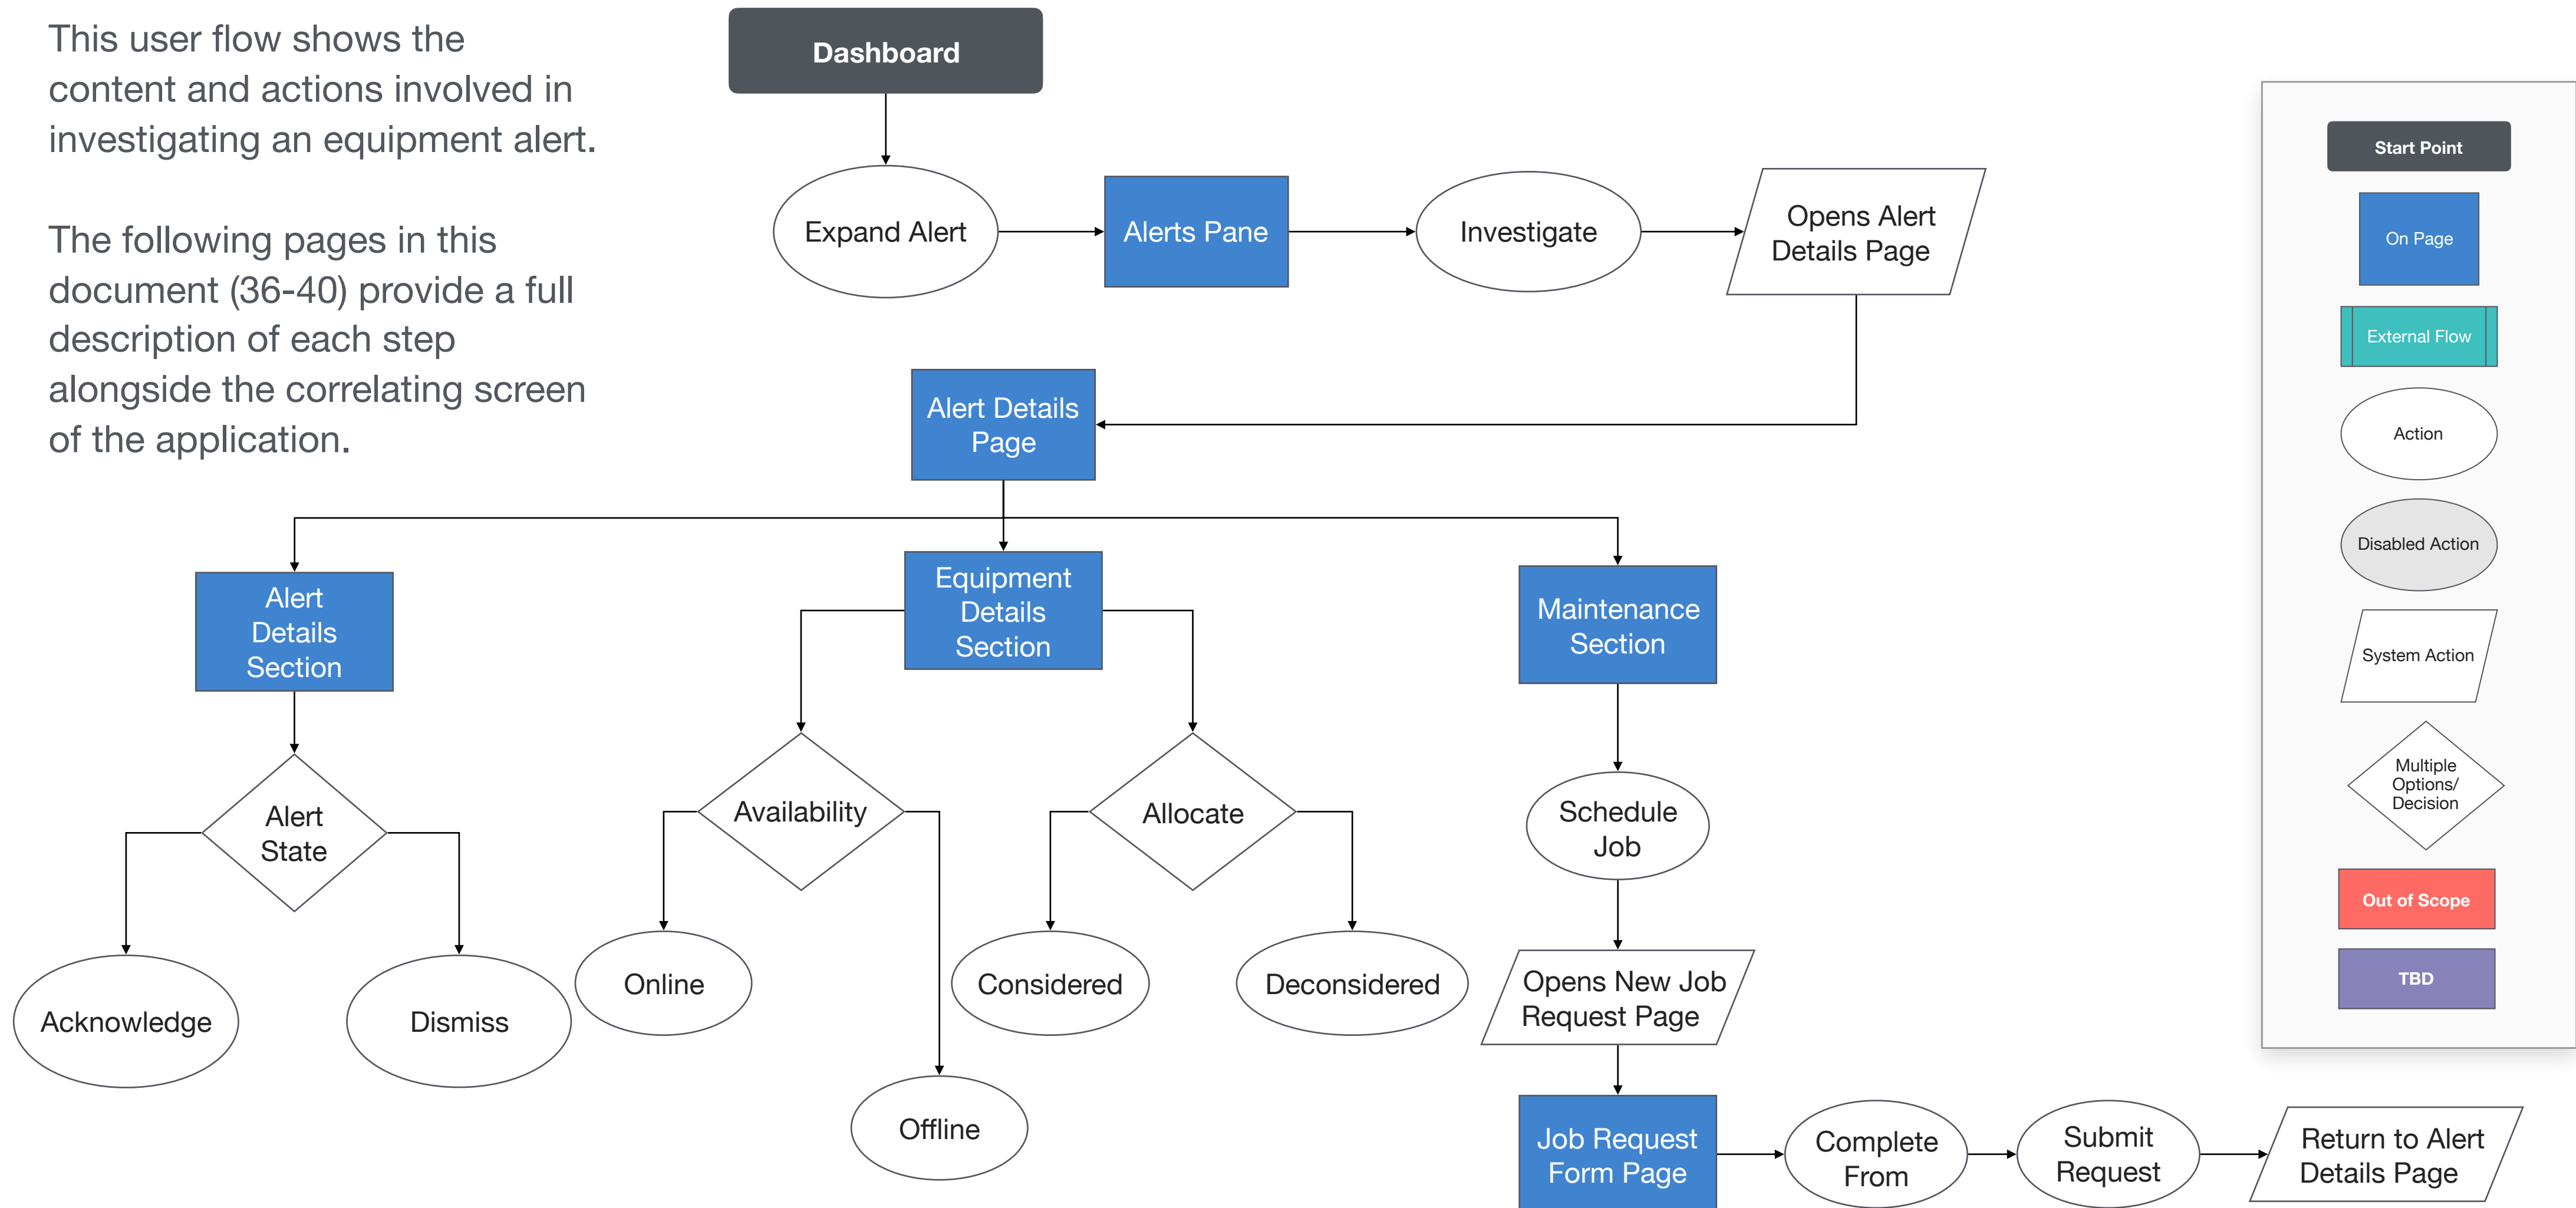 This user flow shows the
content and actions involved in
investigating an equipment alert.
The following pages in this
document (36-40) provide a full
description of each step
alongside the correlating screen
of the application.
Dashboard
Expand Alert
Alerts Pane
Investigate
Opens Alert
Details Page
Alert Details
Page
Alert
Details
Section
Equipment
Details
Section
Maintenance
Section
Alert
State
Availability
Allocate
Schedule
Job
Acknowledge
Dismiss
Online
Offline
Considered
Deconsidered
Opens New Job
Request Page
Job Request
Form Page
Complete
From
Submit
Request
Return to Alert
Details Page
Start Point
On Page
External Flow
Action
Disabled Action
System Action
Multiple
Options/
Decision
Out of Scope
TBD